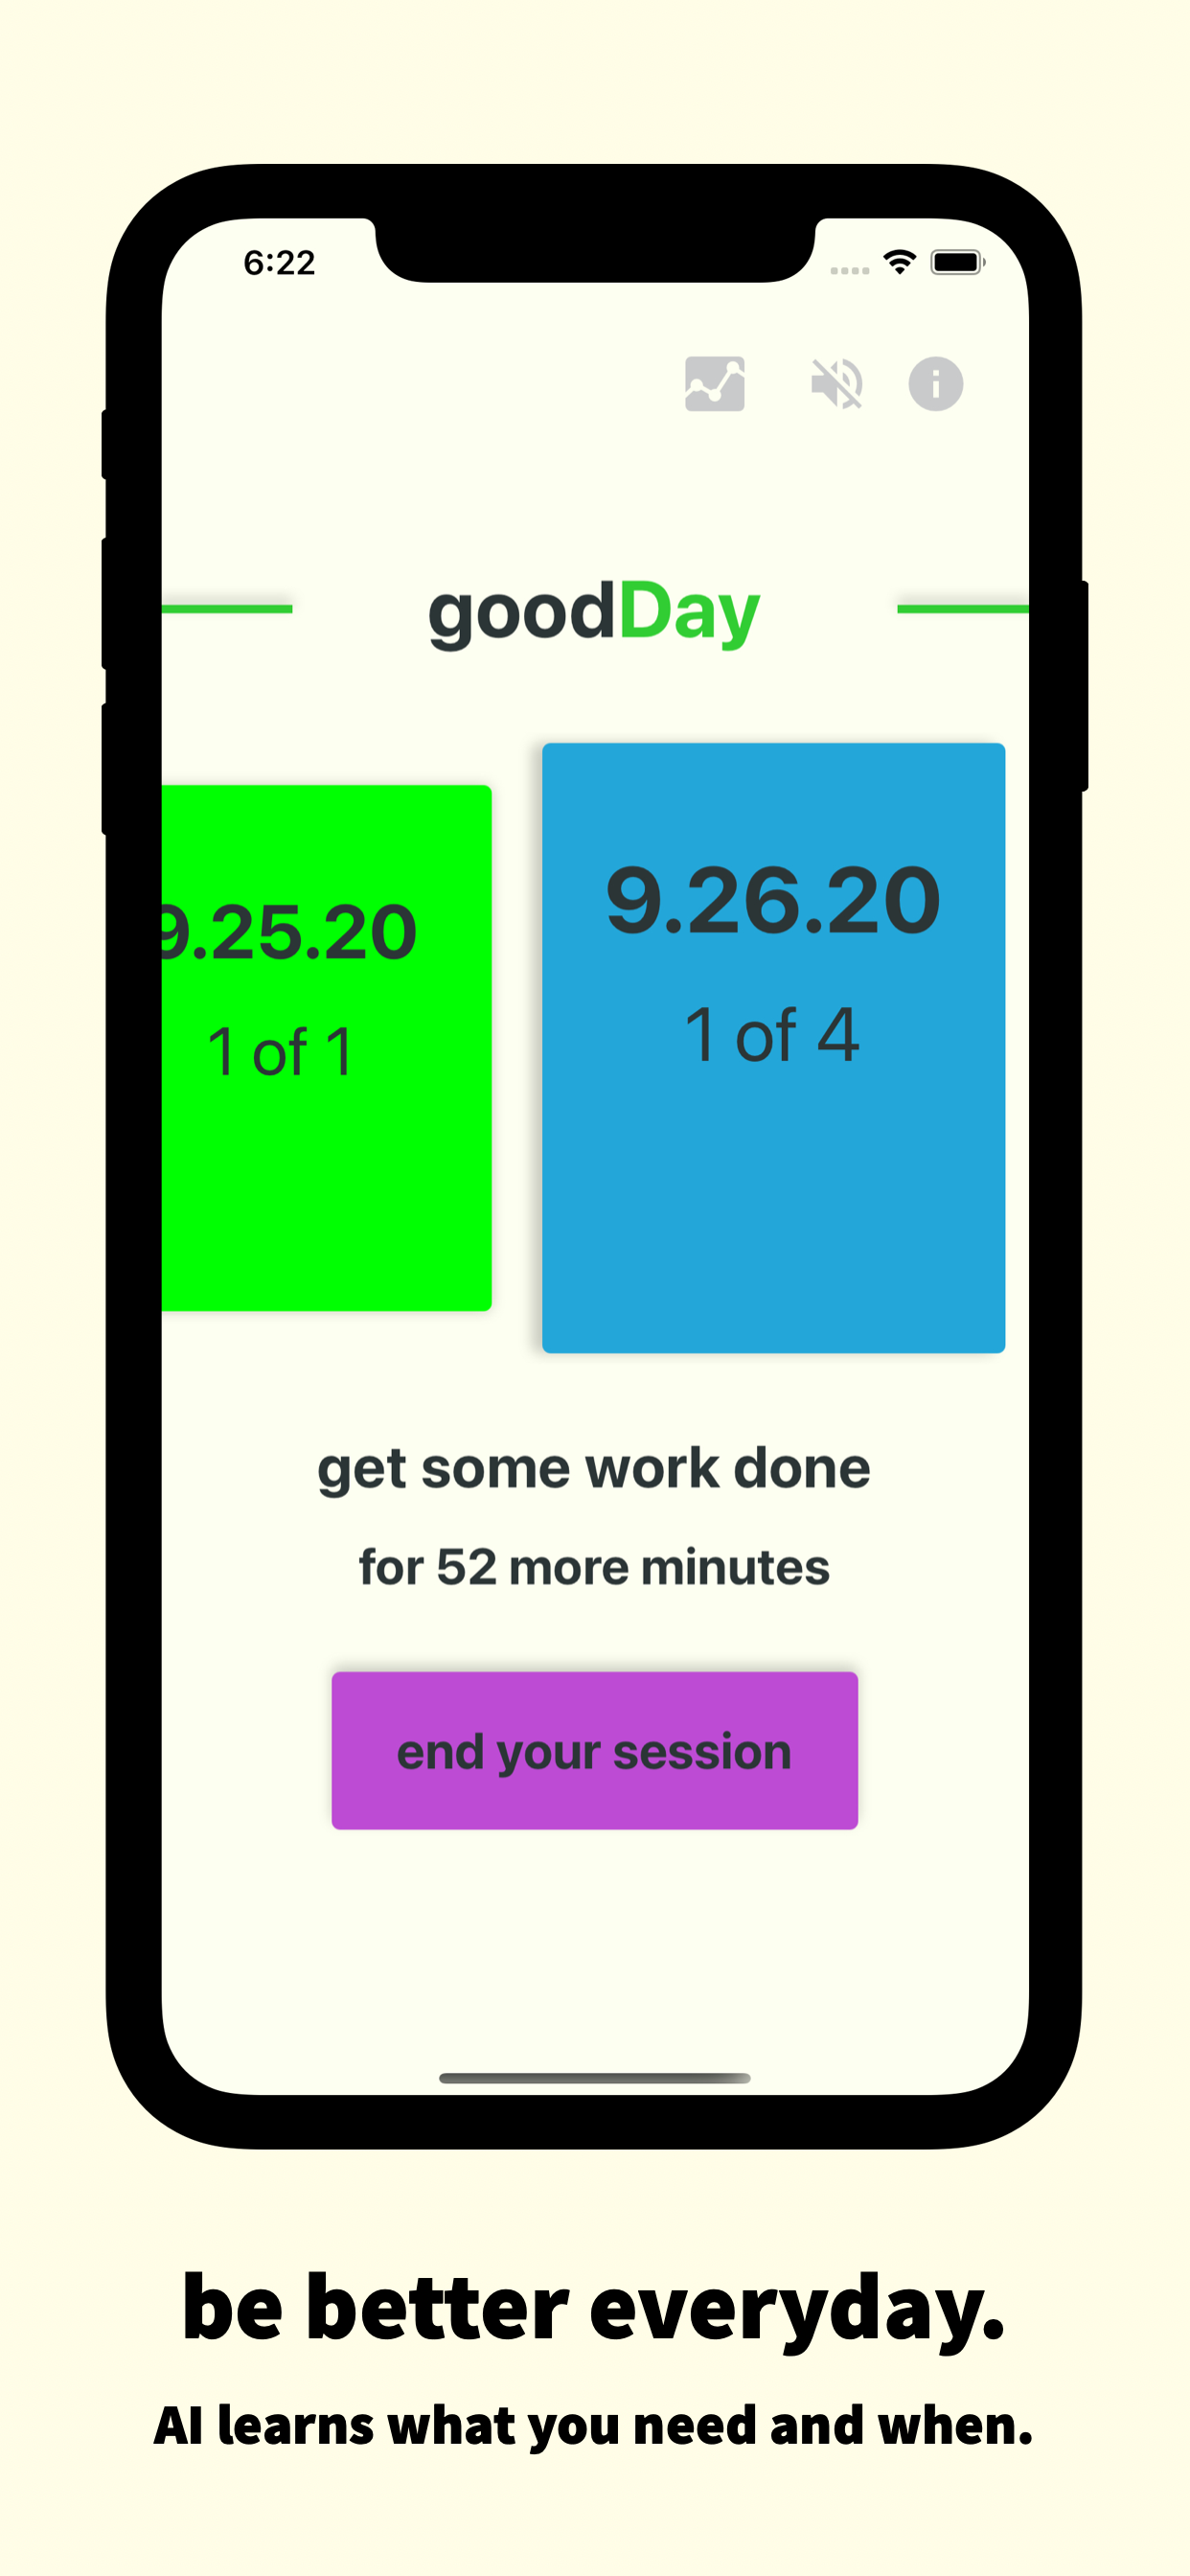 6:22
goodDay
9.25.20
1 of 1
9.26.20
1 of 4
get some work done
for 52 more minutes
end your session
be better everyday.
AI learns what you need and when.